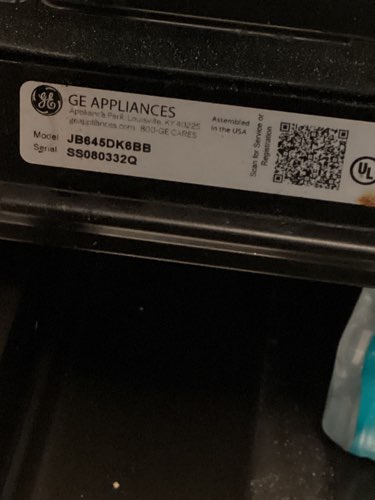 GE APPLIANCES
Appliance Park, Louisville, KY 40225
geappliances.com 800-GE CARES
Assembled
in the USA
Model JB645DK6BB
Serial SS080332Q
Scan for Service or
Registration
UL